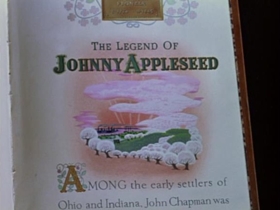 THE LEGEND OF
JOHNNY APPLESEED
AMONG the early settlers of
Ohio and Indiana, John Chapman was